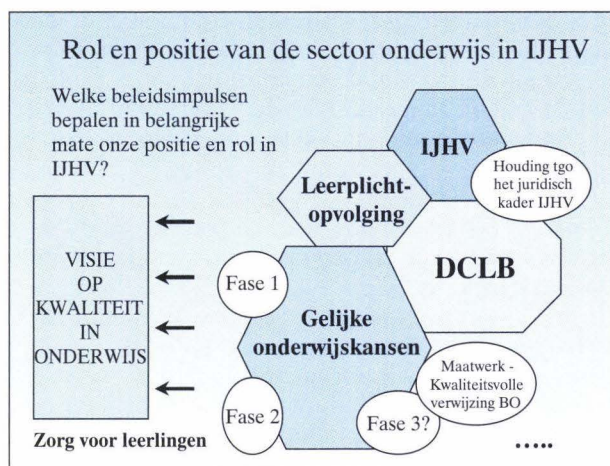 Rol en positie van de sector onderwijs in IJHV
Welke beleidsimpulsen
bepalen in belangrijke
mate onze positie en rol in
IJHV?
IJHV
Houding tgo
het juridisch
kader IJHV
Leerplicht-
opvolging
DCLB
VISIE
OP
KWALITEIT
IN
ONDERWIJS
Fase 1
Gelijke
onderwijskansen
Maatwerk -
Kwaliteitsvolle
verwijzing BO
Fase 2
Fase 3?
Zorg voor leerlingen
.....